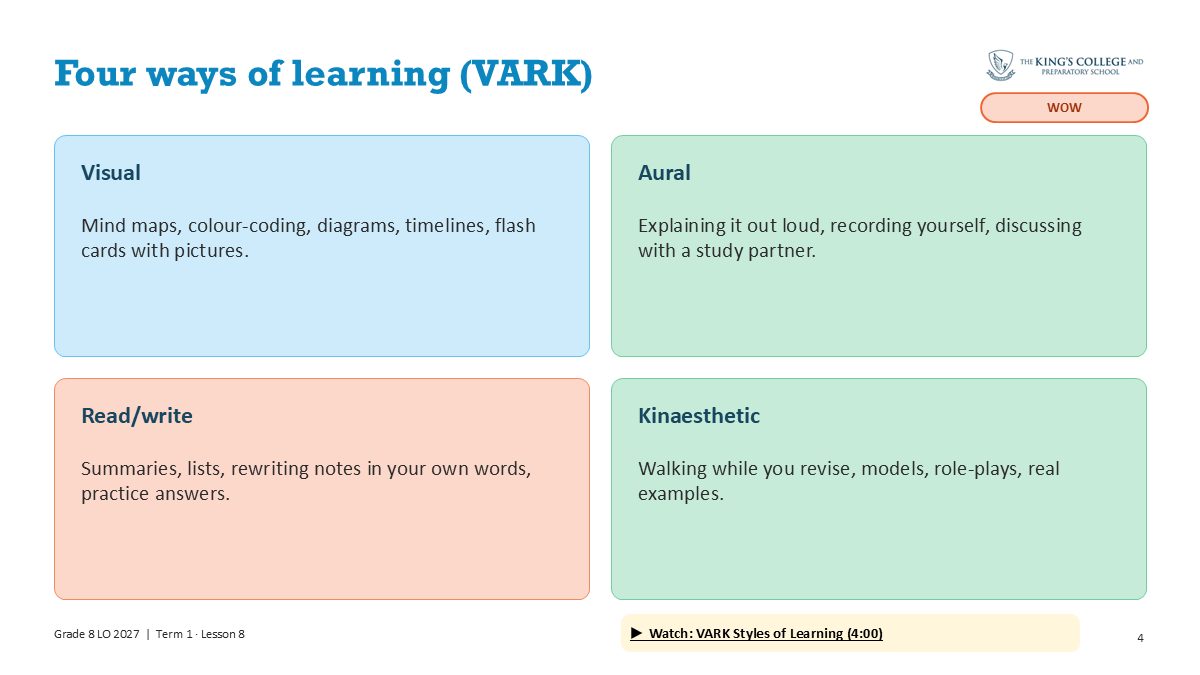 Four ways of learning (VARK)
THE KING'S COLLEGE AND
PREPARATORY SCHOOL
WOW
Visual
Mind maps, colour-coding, diagrams, timelines, flash
cards with pictures.
Aural
Explaining it out loud, recording yourself, discussing
with a study partner.
Read/write
Summaries, lists, rewriting notes in your own words,
practice answers.
Kinaesthetic
Walking while you revise, models, role-plays, real
examples.
Grade 8 LO 2027 | Term 1 · Lesson 8
▶ Watch: VARK Styles of Learning (4:00)
4